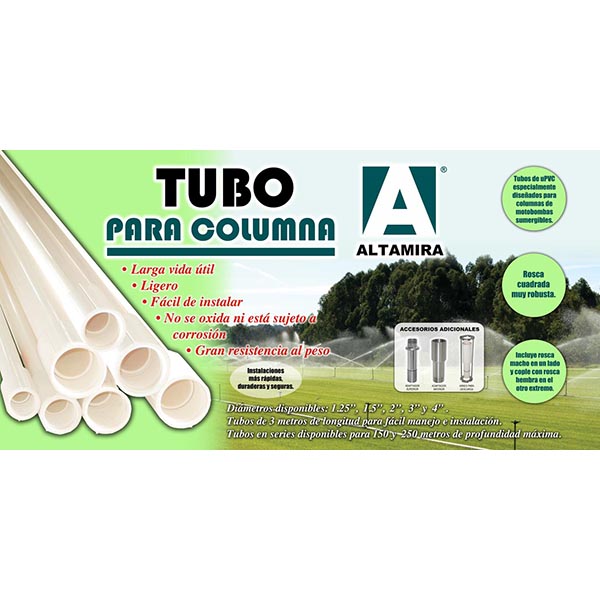 TUBO
PARA COLUMNA
• Larga vida útil
• Ligero
• Fácil de instalar
• No se oxida ni está sujeto a
corrosión
• Gran resistencia al peso
A
®
ALTAMIRA
Tubos de uPVC
especialmente
diseñados para
columnas de
motobombas
sumergibles.
Rosca
cuadrada
muy robusta.
Incluye rosca
macho en un lado
y cople con rosca
hembra en el
otro extremo.
ACCESORIOS ADICIONALES
ADAPTADOR
SUPERIOR
ADAPTADOR
INFERIOR
Instalaciones
más rápidas,
duraderas y seguras.
Diámetros disponibles: 1.25", 1.5", 2", 3" y 4" .
Tubos de 3 metros de longitud para fácil manejo e instalación.
Tubos en series disponibles para 150 y 250 metros de profundidad máxima.